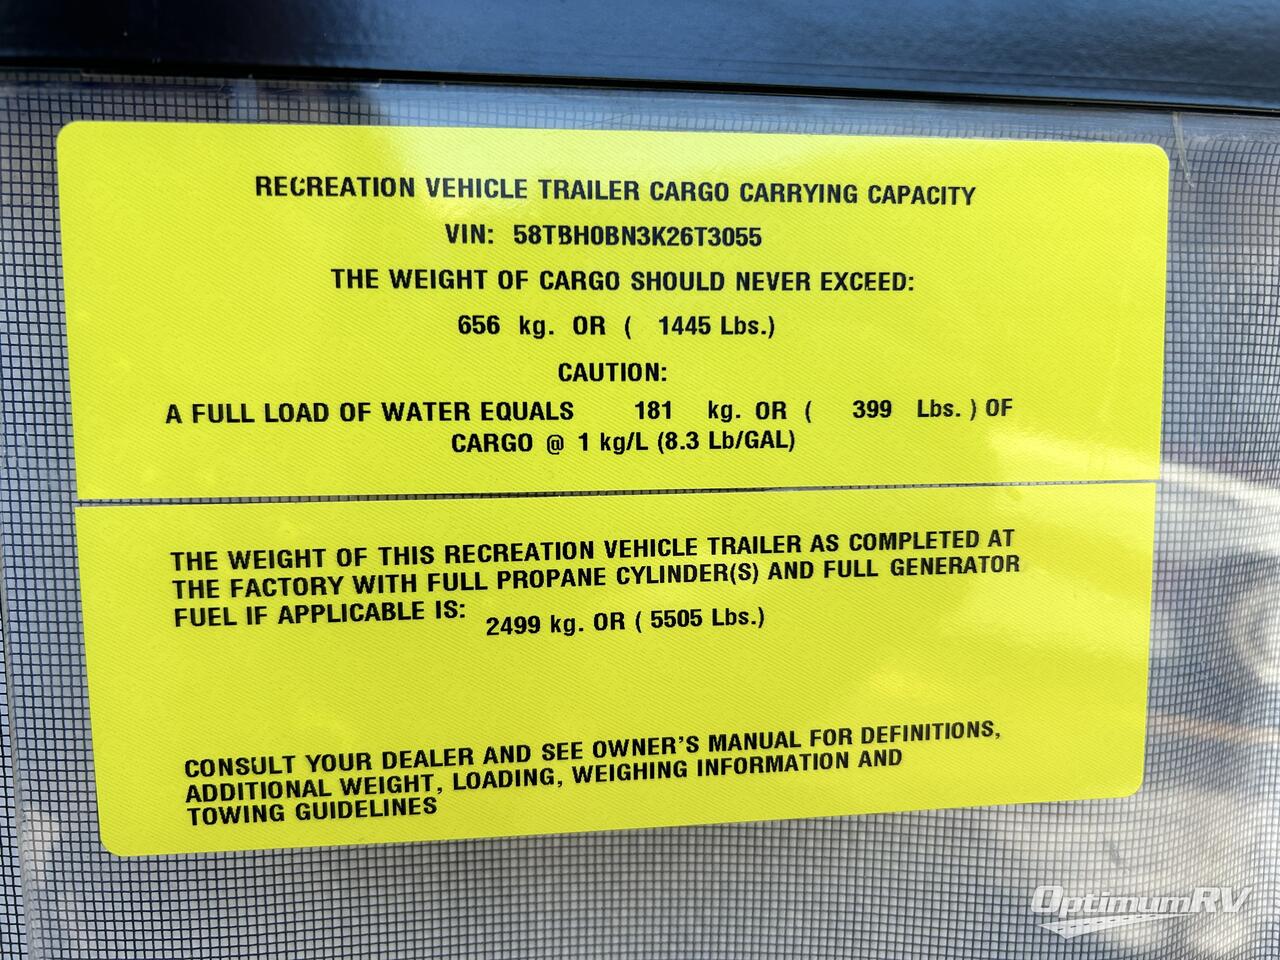 RECREATION VEHICLE TRAILER CARGO CARRYING CAPACITY
VIN: 58TBH0BN3K26T3055
THE WEIGHT OF CARGO SHOULD NEVER EXCEED:
656 kg. OR ( 1445 Lbs.)
CAUTION:
A FULL LOAD OF WATER EQUALS 181 kg. OR ( 399 Lbs. ) OF
CARGO @ 1 kg/L (8.3 Lb/GAL)
THE WEIGHT OF THIS RECREATION VEHICLE TRAILER AS COMPLETED AT
THE FACTORY WITH FULL PROPANE CYLINDER(S) AND FULL GENERATOR
FUEL IF APPLICABLE IS: 2499 kg. OR ( 5505 Lbs.)
CONSULT YOUR DEALER AND SEE OWNER'S MANUAL FOR DEFINITIONS,
ADDITIONAL WEIGHT, LOADING, WEIGHING INFORMATION AND
TOWING GUIDELINES
OptimumRV